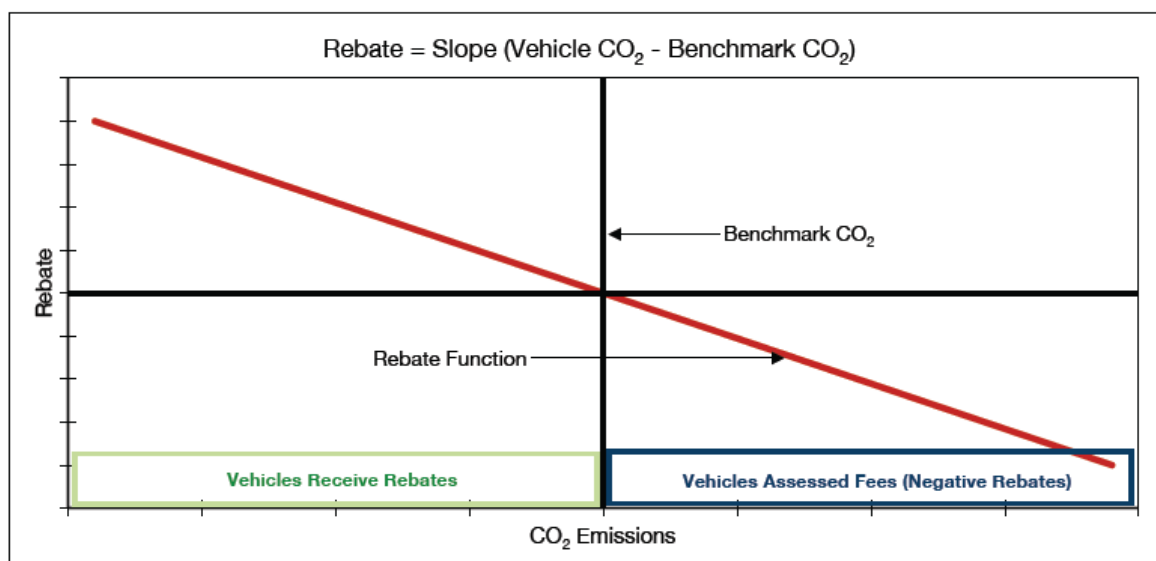 Rebate = Slope (Vehicle CO₂ - Benchmark CO₂)
Rebate
Benchmark CO₂
Rebate Function
Vehicles Receive Rebates
Vehicles Assessed Fees (Negative Rebates)
CO₂ Emissions